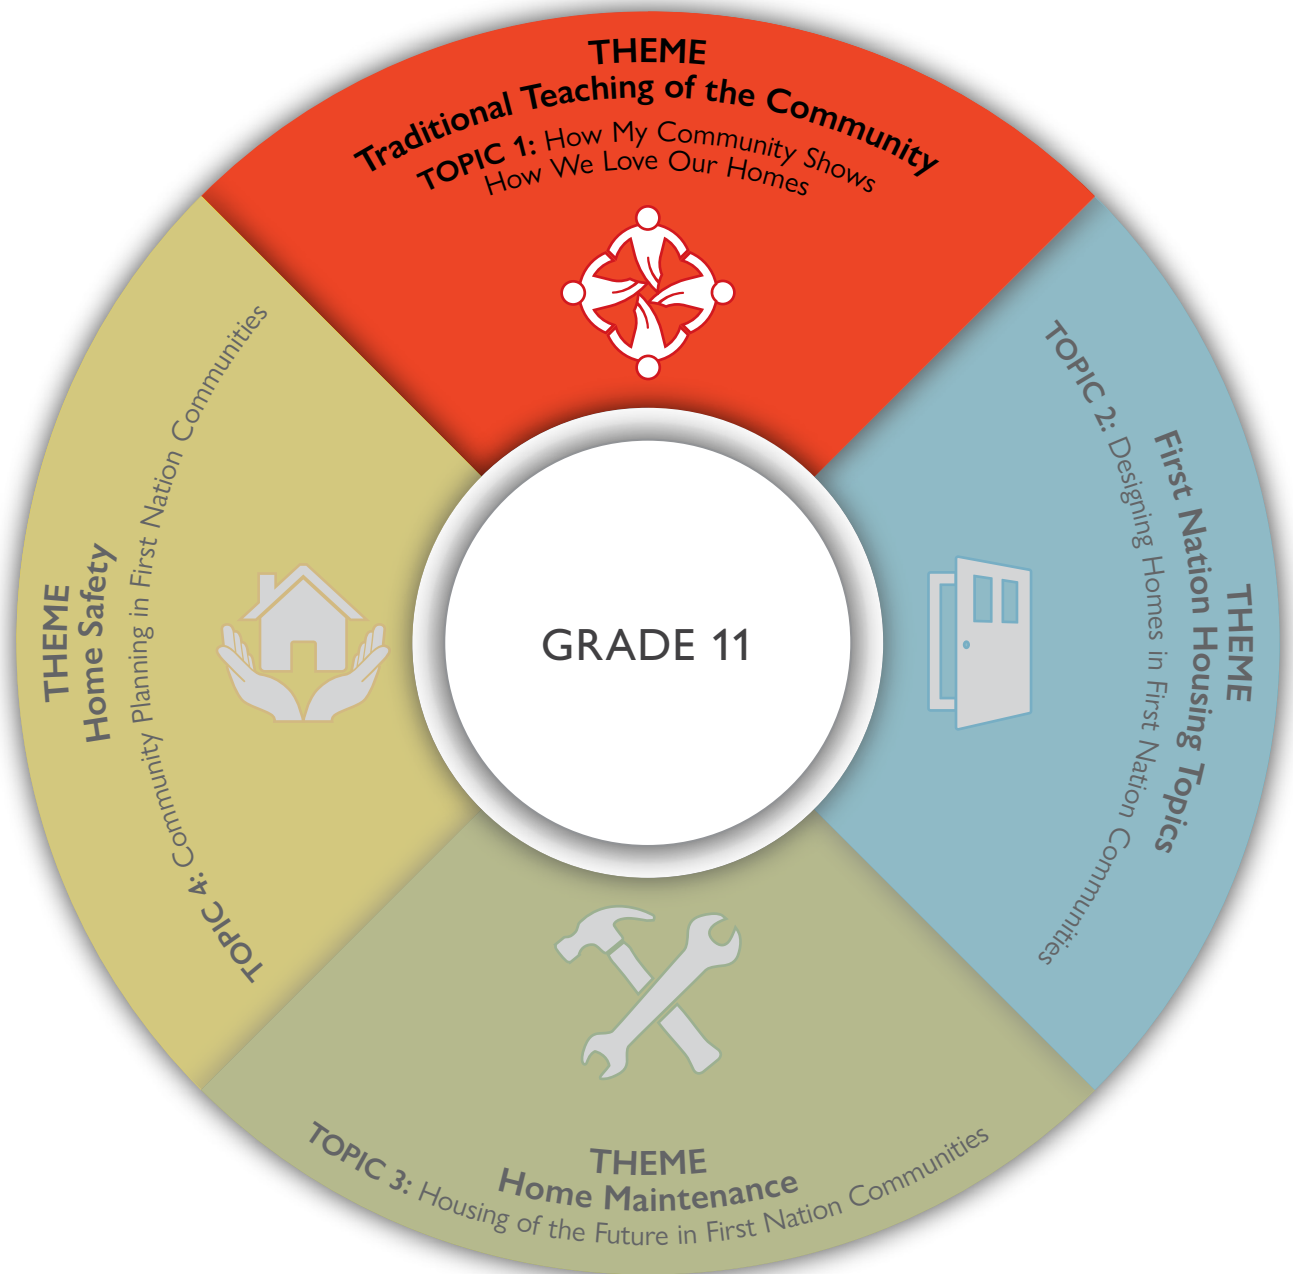 THEME
Traditional Teaching of the Community
TOPIC 1: How My Community Shows
How We Love Our Homes
THEME
First Nation Housing Topics
TOPIC 2: Designing Homes in First Nation Communities
GRADE 11
THEME
Home Maintenance
TOPIC 3: Housing of the Future in First Nation Communities
THEME
Home Safety
TOPIC 4: Community Planning in First Nation Communities